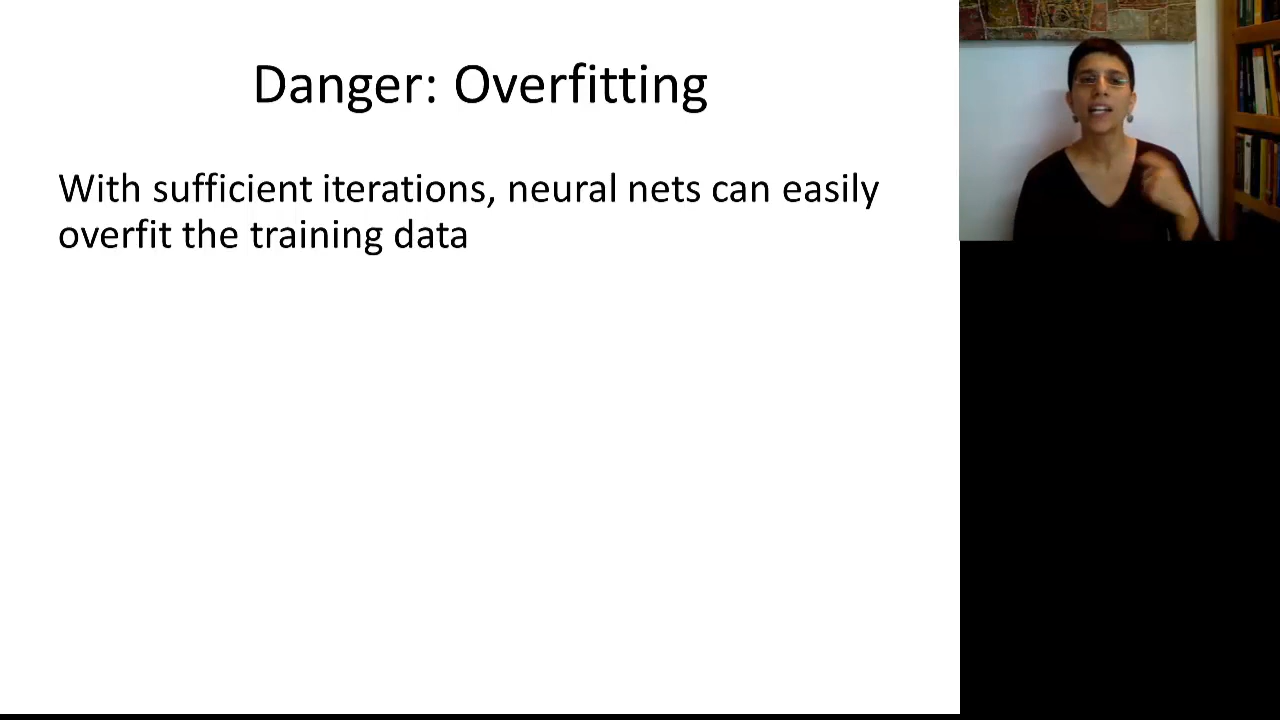 Danger: Overfitting
With sufficient iterations, neural nets can easily
overfit the training data